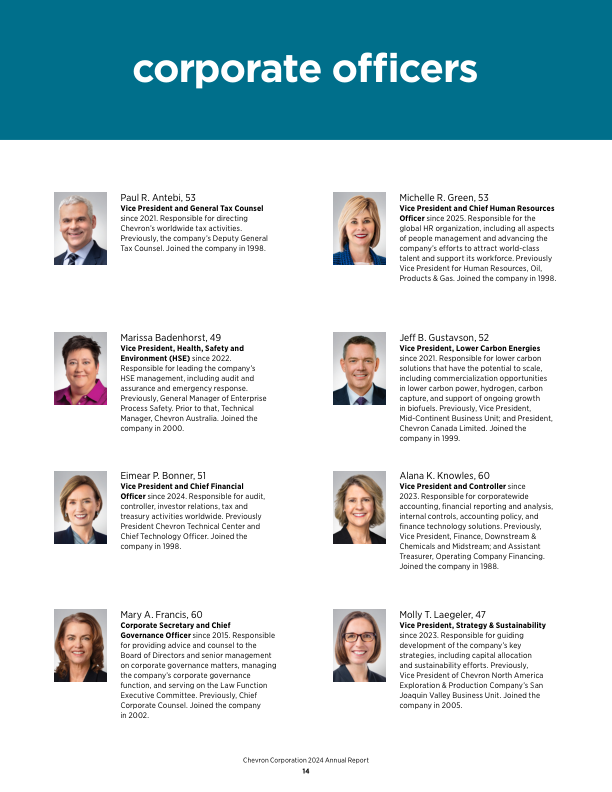 corporate officers
Paul R. Antebi, 53
Vice President and General Tax Counsel
since 2021. Responsible for directing
Chevron's worldwide tax activities.
Previously, the company's Deputy General
Tax Counsel. Joined the company in 1998.
Michelle R. Green, 53
Vice President and Chief Human Resources
Officer since 2025. Responsible for the
global HR organization, including all aspects
of people management and advancing the
company's efforts to attract world-class
talent and support its workforce. Previously
Vice President for Human Resources, Oil,
Products & Gas. Joined the company in 1998.
Marissa Badenhorst, 49
Vice President, Health, Safety and
Environment (HSE) since 2022.
Responsible for leading the company's
HSE management, including audit and
assurance and emergency response.
Previously, General Manager of Enterprise
Process Safety. Prior to that, Technical
Manager, Chevron Australia. Joined the
company in 2000.
Jeff B. Gustavson, 52
Vice President, Lower Carbon Energies
since 2021. Responsible for lower carbon
solutions that have the potential to scale,
including commercialization opportunities
in lower carbon power, hydrogen, carbon
capture, and support of ongoing growth
in biofuels. Previously, Vice President,
Mid-Continent Business Unit; and President,
Chevron Canada Limited. Joined the
company in 1999.
Eimear P. Bonner, 51
Vice President and Chief Financial
Officer since 2024. Responsible for audit,
controller, investor relations, tax and
treasury activities worldwide. Previously
President Chevron Technical Center and
Chief Technology Officer. Joined the
company in 1998.
Alana K. Knowles, 60
Vice President and Controller since
2023. Responsible for corporatewide
accounting, financial reporting and analysis,
internal controls, accounting policy, and
finance technology solutions. Previously,
Vice President, Finance, Downstream &
Chemicals and Midstream; and Assistant
Treasurer, Operating Company Financing.
Joined the company in 1988.
Mary A. Francis, 60
Corporate Secretary and Chief
Governance Officer since 2015. Responsible
for providing advice and counsel to the
Board of Directors and senior management
on corporate governance matters, managing
the company's corporate governance
function, and serving on the Law Function
Executive Committee. Previously, Chief
Corporate Counsel. Joined the company
in 2002.
Molly T. Laegeler, 47
Vice President, Strategy & Sustainability
since 2023. Responsible for guiding
development of the company's key
strategies, including capital allocation
and sustainability efforts. Previously,
Vice President of Chevron North America
Exploration & Production Company's San
Joaquin Valley Business Unit. Joined the
company in 2005.
Chevron Corporation 2024 Annual Report
14